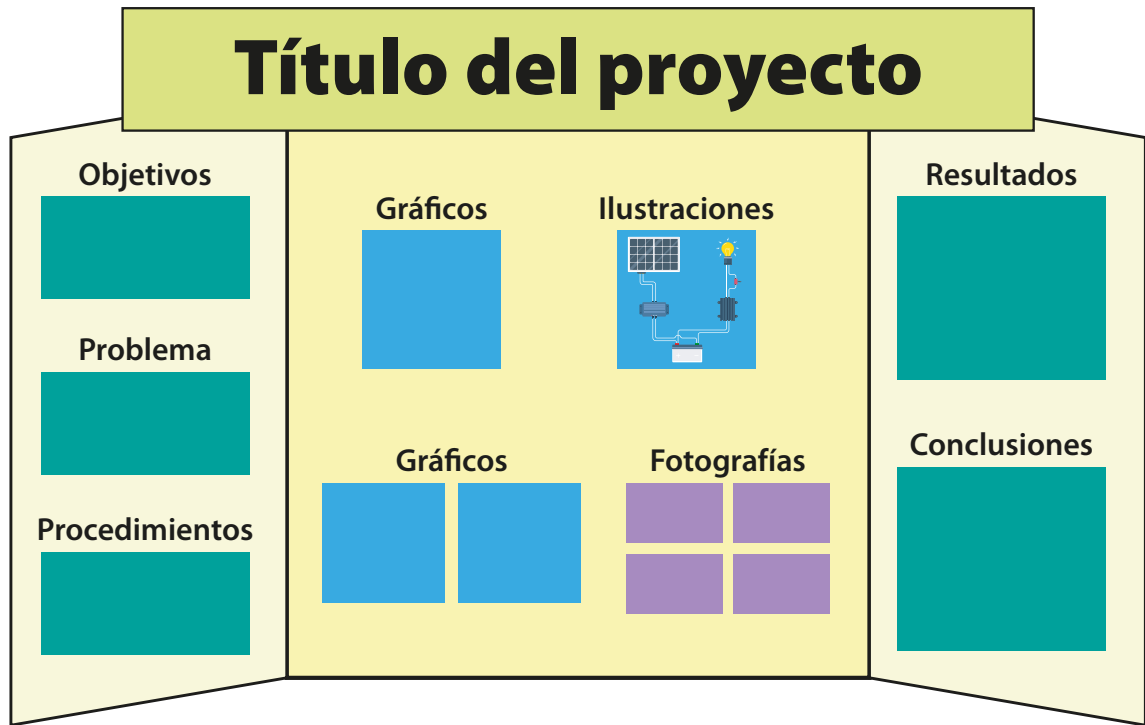 Título del proyecto
Objetivos
Problema
Procedimientos
Gráficos
Ilustraciones
Gráficos
Fotografías
Resultados
Conclusiones